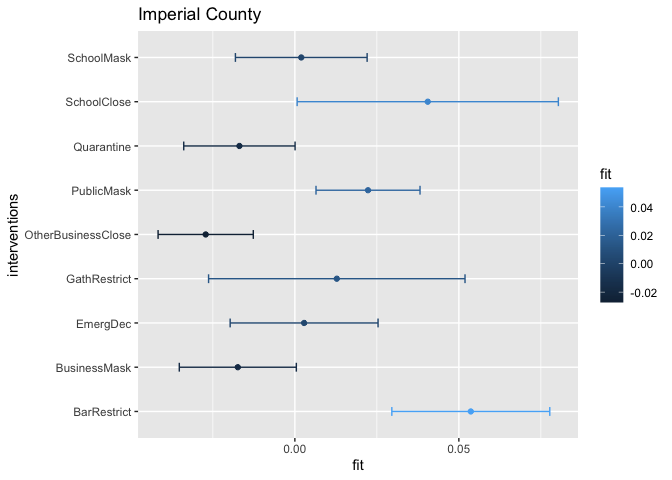 Imperial County
interventions
SchoolMask
SchoolClose
Quarantine
PublicMask
OtherBusinessClose
GathRestrict
EmergDec
BusinessMask
BarRestrict
0.00
0.05
fit
fit
0.04
0.02
0.00
-0.02